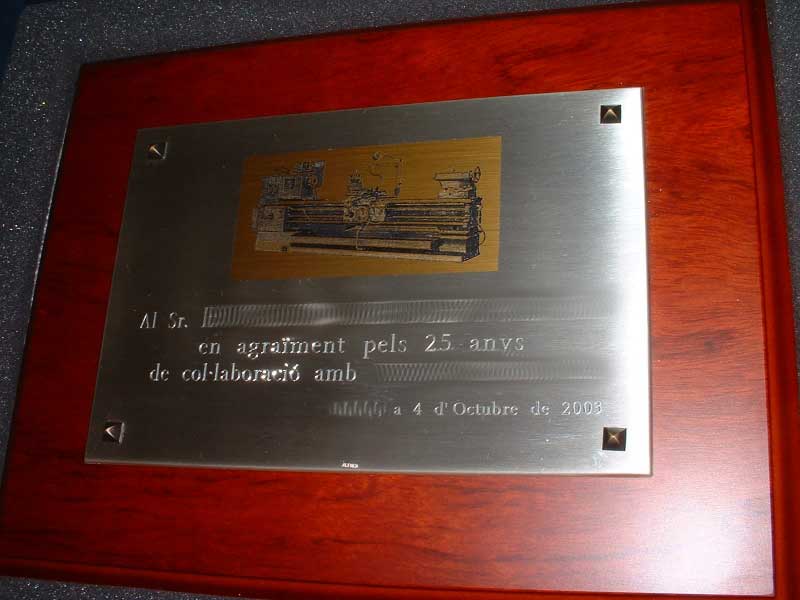 Al Sr.
en agraïment pels 25 anys
de col·laboració amb
a 4 d'Octubre de 2003